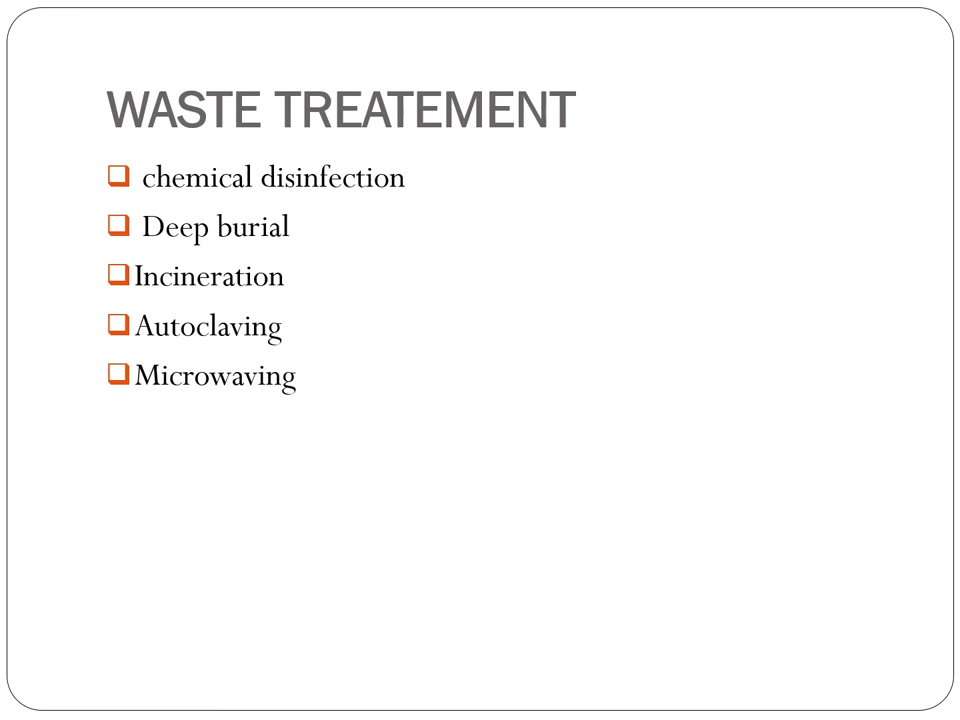 WASTE TREATEMENT
❑ chemical disinfection
❑ Deep burial
❑Incineration
❑Autoclaving
❑Microwaving